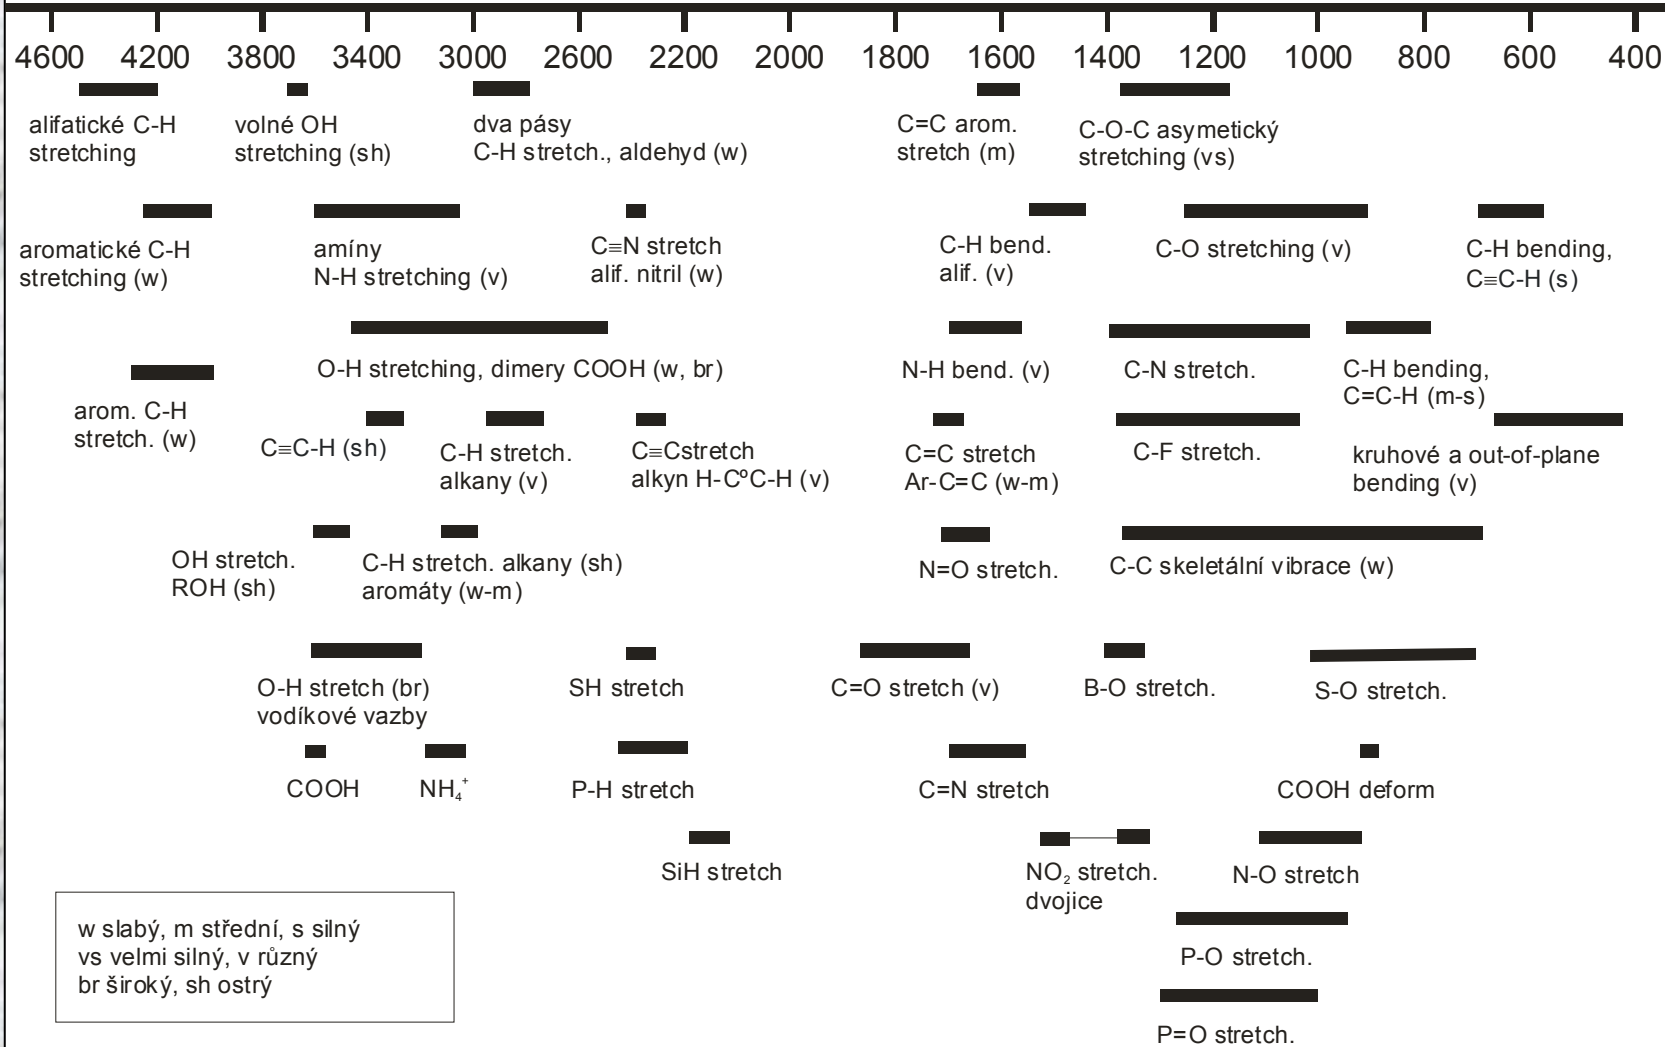 4600 4200 3800 3400 3000 2600 2200 2000 1800 1600 1400 1200 1000 800 600 400
alifatické C-H
stretching
volné OH
stretching (sh)
dva pásy
C-H stretch., aldehyd (w)
C=C arom.
stretch (m)
C-O-C asymetický
stretching (vs)
aromatické C-H
stretching (w)
amíny
N-H stretching (v)
C≡N stretch
alif. nitril (w)
C-H bend.
alif. (v)
C-O stretching (v)
C-H bending,
C≡C-H (s)
O-H stretching, dimery COOH (w, br)
N-H bend. (v)
C-N stretch.
C-H bending,
C=C-H (m-s)
arom. C-H
stretch. (w)
C≡C-H (sh)
C-H stretch.
alkany (v)
C≡Cstretch
alkyn H-CºC-H (v)
C=C stretch
Ar-C=C (w-m)
C-F stretch.
kruhové a out-of-plane
bending (v)
OH stretch.
ROH (sh)
C-H stretch. alkany (sh)
aromáty (w-m)
N=O stretch.
C-C skeletální vibrace (w)
O-H stretch (br)
vodíkové vazby
SH stretch
C=O stretch (v)
B-O stretch.
S-O stretch.
COOH
NH₄⁺
P-H stretch
C=N stretch
COOH deform
SiH stretch
NO₂ stretch.
dvojice
N-O stretch
w slabý, m střední, s silný
vs velmi silný, v různý
br široký, sh ostrý
P-O stretch.
P=O stretch.